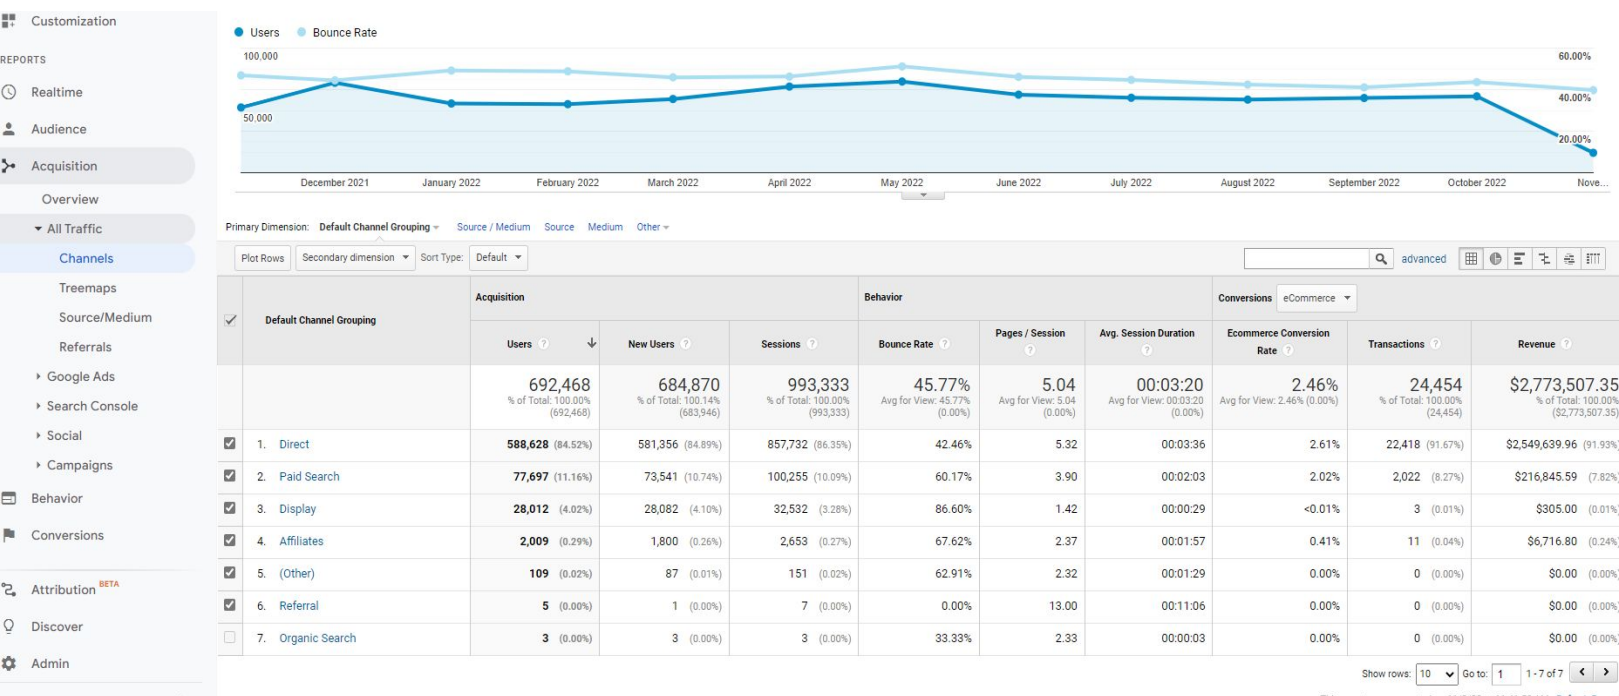 Customization
Users Bounce Rate
100,000 60.00%
REPORTS
Realtime
40.00%
50,000
Audience
20.00%
Acquisition
December 2021 January 2022 February 2022 March 2022 April 2022 May 2022 June 2022 July 2022 August 2022 September 2022 October 2022 Nove...
Overview
All Traffic
Primary Dimension: Default Channel Grouping Source / Medium Source Medium Other
Channels
Plot Rows Secondary dimension Sort Type: Default advanced
Treemaps
Acquisition Behavior Conversions eCommerce
Source/Medium
Default Channel Grouping
Referrals
Users ? New Users ? Sessions ? Bounce Rate ? Pages / Session ? Avg. Session Duration ? Ecommerce Conversion Rate ? Transactions ? Revenue ?
Google Ads
692,468 684,870 993,333 45.77% 5.04 00:03:20 2.46% 24,454 $2,773,507.35
% of Total: 100.00% % of Total: 100.14% % of Total: 100.00% Avg for View: 45.77% Avg for View: 5.04 Avg for View: 00:03:20 Avg for View: 2.46% (0.00%) % of Total: 100.00% % of Total: 100.00%
(692,468) (683,946) (993,333) (0.00%) (0.00%) (0.00%) (24,454) ($2,773,507.35)
Search Console
Social
1. Direct 588,628 (84.52%) 581,356 (84.89%) 857,732 (86.35%) 42.46% 5.32 00:03:36 2.61% 22,418 (91.67%) $2,549,639.96 (91.93%)
Campaigns
2. Paid Search 77,697 (11.16%) 73,541 (10.74%) 100,255 (10.09%) 60.17% 3.90 00:02:03 2.02% 2,022 (8.27%) $216,845.59 (7.82%)
Behavior
3. Display 28,012 (4.02%) 28,082 (4.10%) 32,532 (3.28%) 86.60% 1.42 00:00:29 <0.01% 3 (0.01%) $305.00 (0.01%)
Conversions
4. Affiliates 2,009 (0.29%) 1,800 (0.26%) 2,653 (0.27%) 67.62% 2.37 00:01:57 0.41% 11 (0.04%) $6,716.80 (0.24%)
5. (Other) 109 (0.02%) 87 (0.01%) 151 (0.02%) 62.91% 2.32 00:01:29 0.00% 0 (0.00%) $0.00 (0.00%)
Attribution BETA
6. Referral 5 (0.00%) 1 (0.00%) 7 (0.00%) 0.00% 13.00 00:11:06 0.00% 0 (0.00%) $0.00 (0.00%)
Discover
7. Organic Search 3 (0.00%) 3 (0.00%) 3 (0.00%) 33.33% 2.33 00:00:03 0.00% 0 (0.00%) $0.00 (0.00%)
Admin
Show rows: 10 Go to: 1 1 - 7 of 7